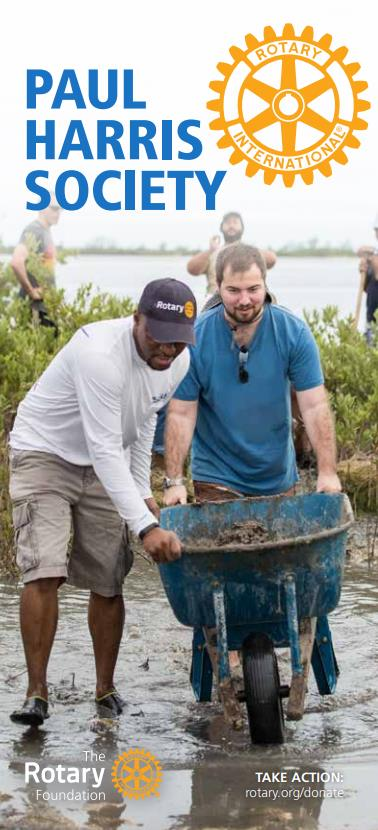 PAUL
HARRIS
SOCIETY
ROTARY
INTERNATIONAL®
Rotary
The
Rotary
Foundation
TAKE ACTION:
rotary.org/donate